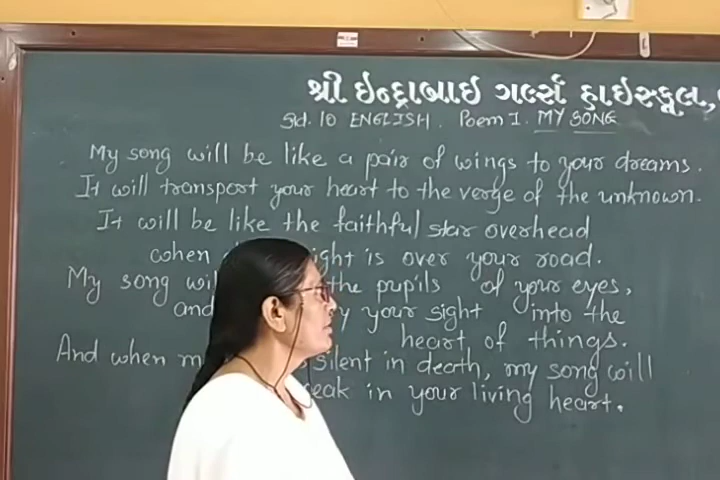 શ્રી ઇન્દ્રાબાઇ ગર્લ્સ હાઇસ્કૂલ,
Std. 10 ENGLISH. Poem 1. MY SONG
My song will be like a pair of wings to your dreams.
It will transport your heart to the verge of the unknown.
It will be like the faithful star overhead
when ight is over your road.
My song wil the pupils of your eyes,
and y your sight into the
heart of things.
And when m silent in death, my song will
eak in your living heart.